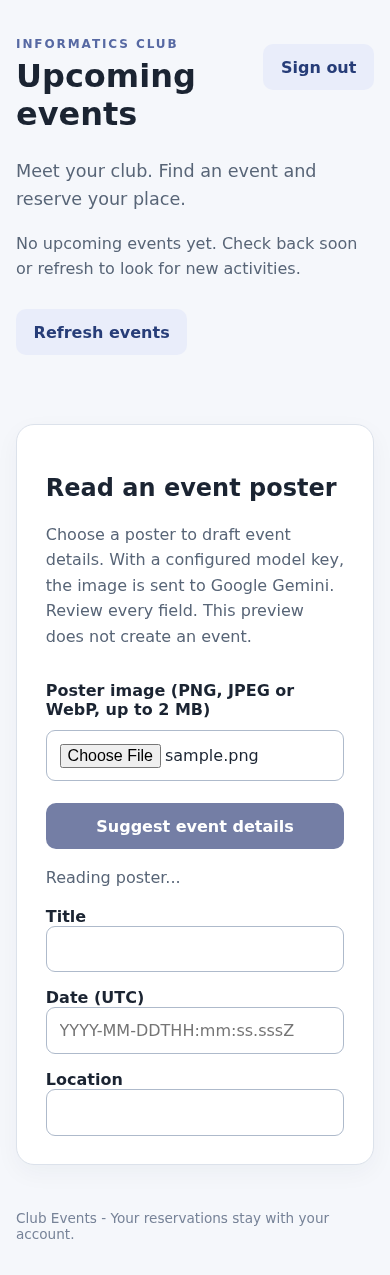 INFORMATICS CLUB
Upcoming
events
Sign out
Meet your club. Find an event and
reserve your place.
No upcoming events yet. Check back soon
or refresh to look for new activities.
Refresh events
Read an event poster
Choose a poster to draft event
details. With a configured model key,
the image is sent to Google Gemini.
Review every field. This preview
does not create an event.
Poster image (PNG, JPEG or
WebP, up to 2 MB)
Choose File sample.png
Suggest event details
Reading poster...
Title
Date (UTC)
YYYY-MM-DDTHH:mm:ss.sssZ
Location
Club Events - Your reservations stay with your
account.